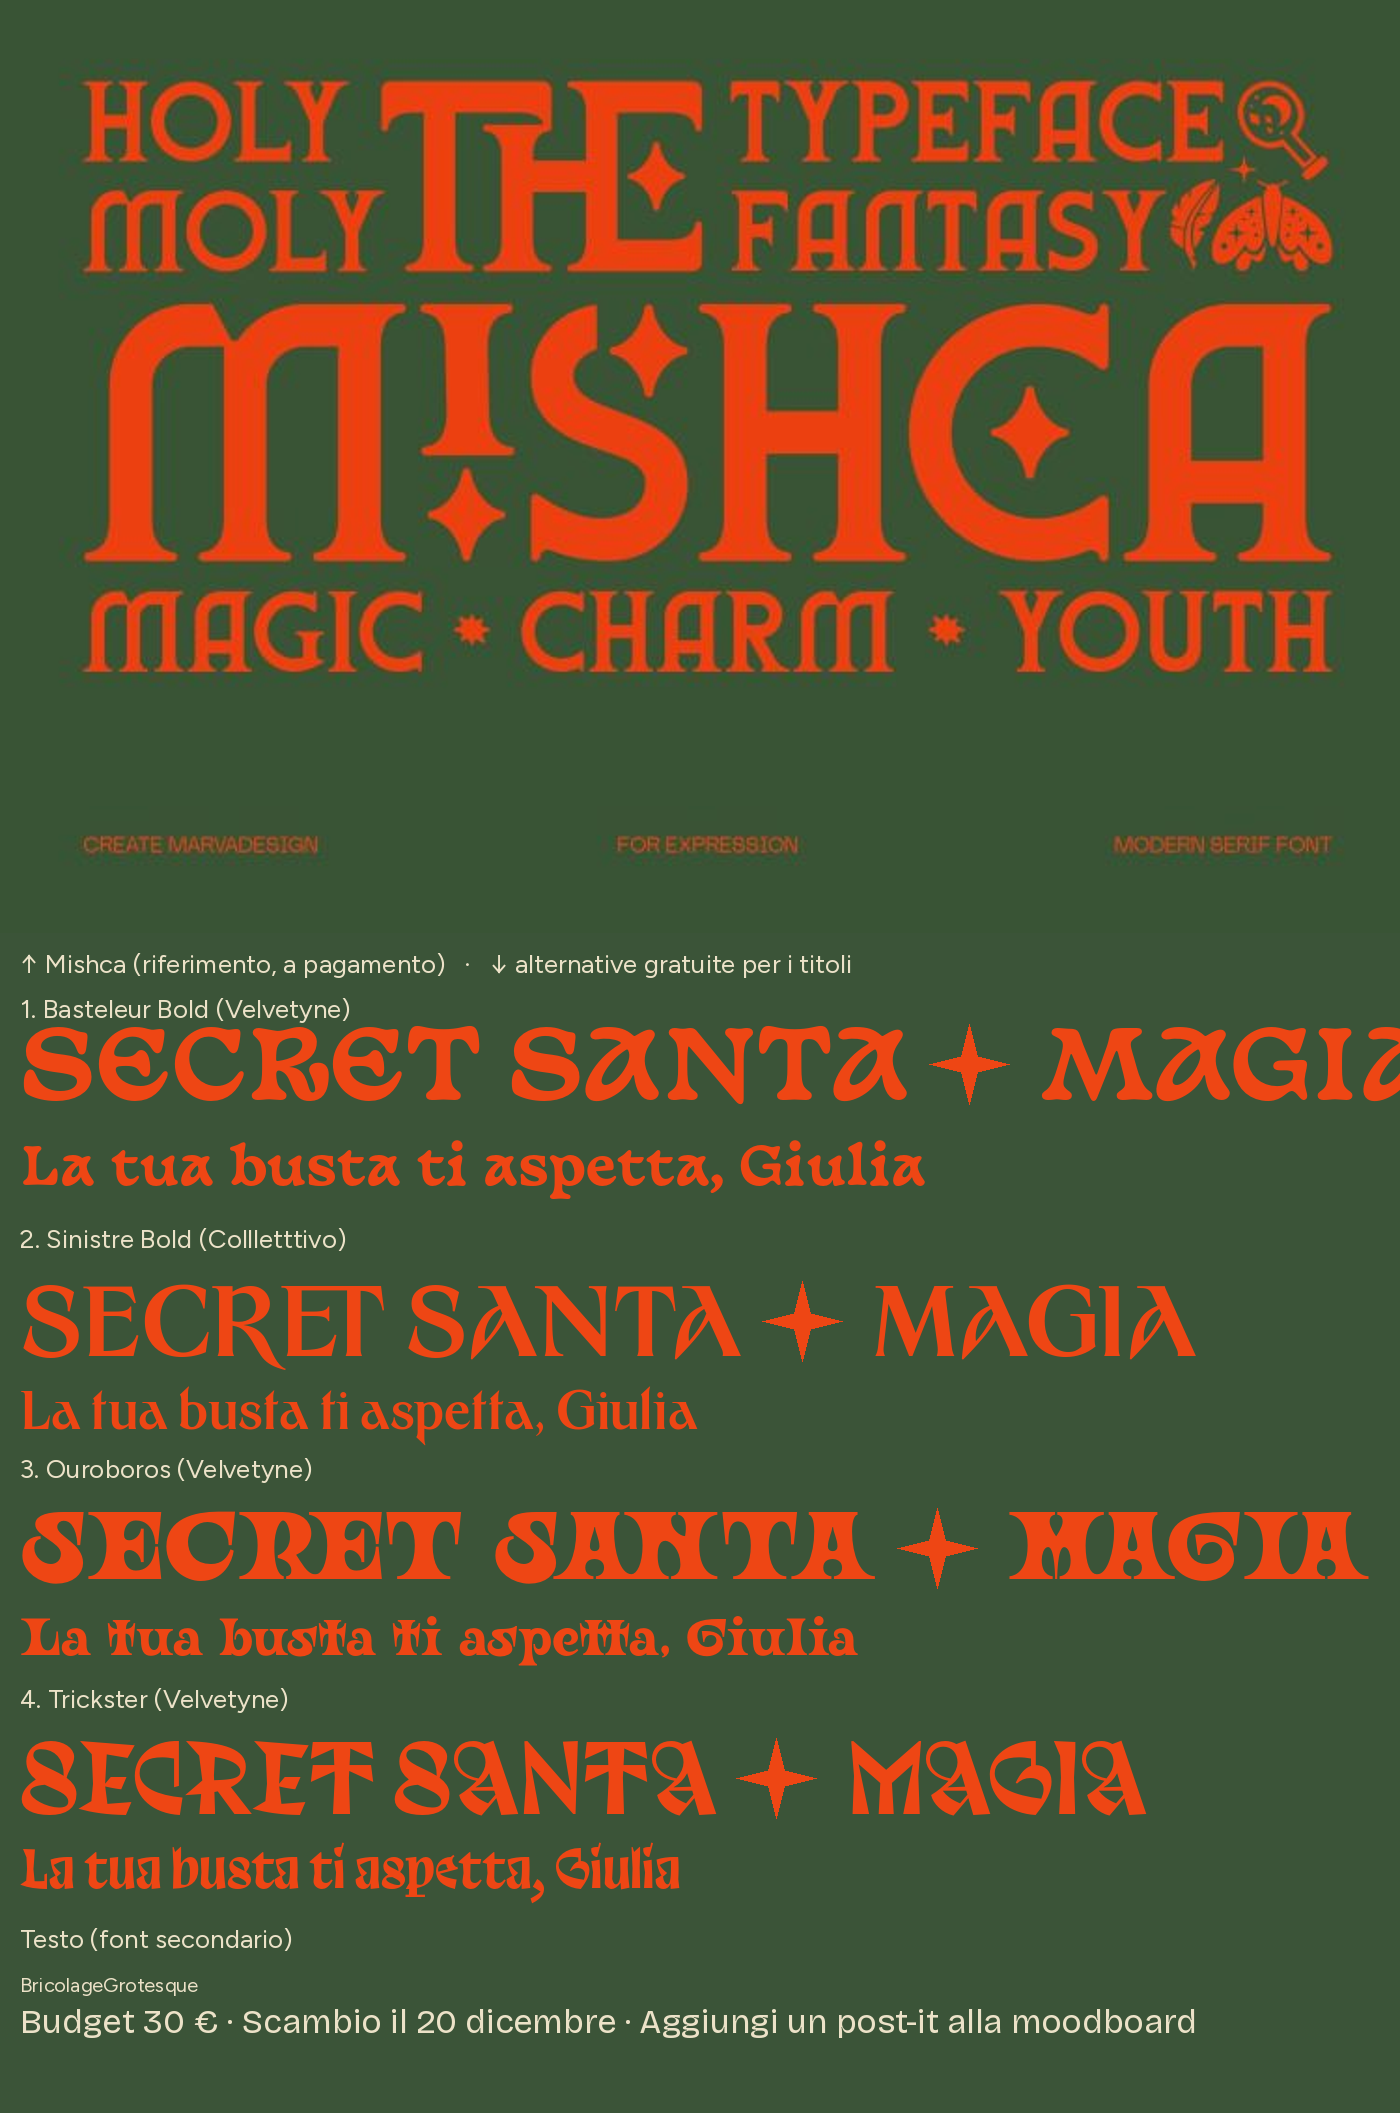 HOLY THE TYPEFACE
MOLY FANTASY
MISHCA
MAGIC CHARM YOUTH
CREATE MARVADESIGN FOR EXPRESSION MODERN SERIF FONT
↑ Mishca (riferimento, a pagamento) · ↓ alternative gratuite per i titoli
1. Basteleur Bold (Velvetyne)
SECRET SANTA ✦ MAGIA
La tua busta ti aspetta, Giulia
2. Sinistre Bold (Collletttivo)
SECRET SANTA ✦ MAGIA
La tua busta ti aspetta, Giulia
3. Ouroboros (Velvetyne)
SECRET SANTA ✦ MAGIA
La tua busta ti aspetta, Giulia
4. Trickster (Velvetyne)
SECRET SANTA ✦ MAGIA
La tua busta ti aspetta, Giulia
Testo (font secondario)
BricolageGrotesque
Budget 30 € · Scambio il 20 dicembre · Aggiungi un post-it alla moodboard